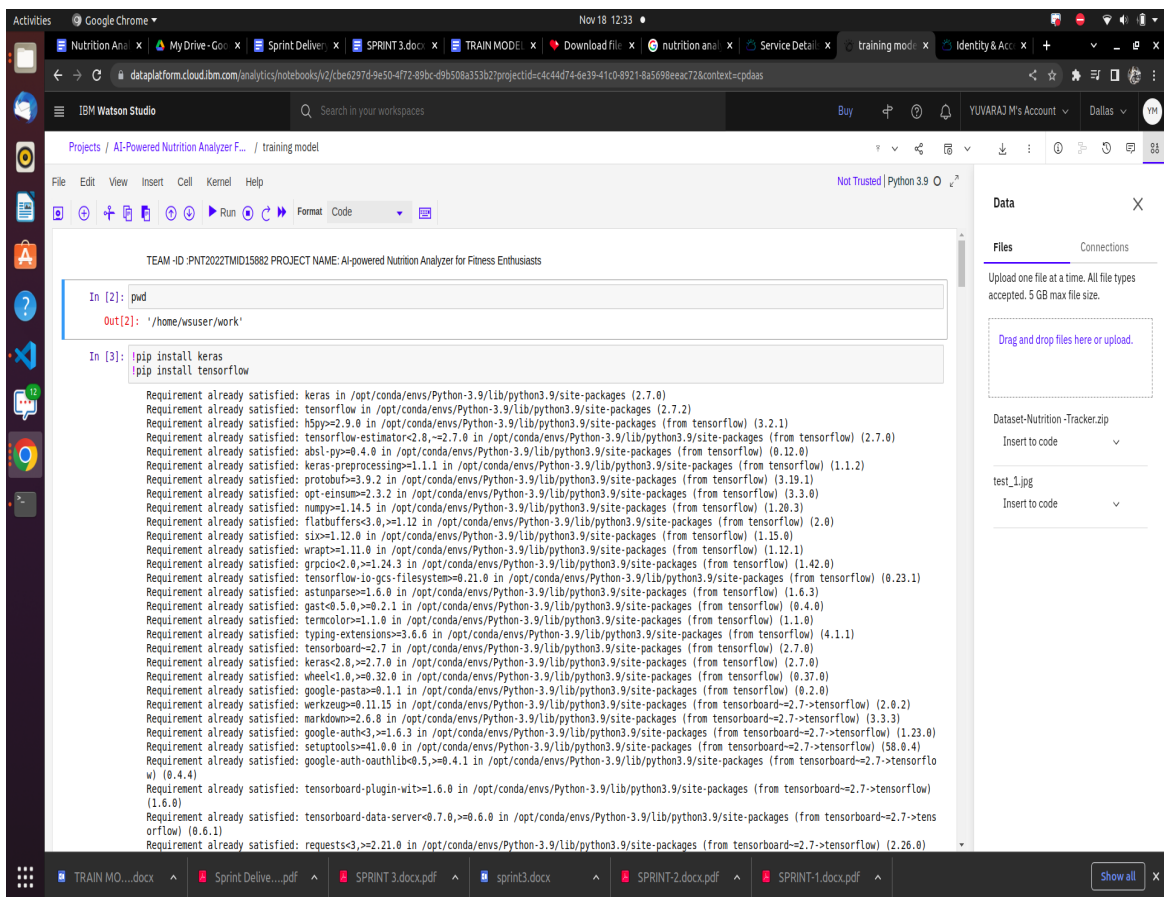 Activities Google Chrome Nov 18 12:33
Nutrition Anal x My Drive - Goo x Sprint Delivery x SPRINT 3.docx x TRAIN MODEL x Download file x nutrition anal x Service Details x training mode x Identity & Acc x +
dataplatform.cloud.ibm.com/analytics/notebooks/v2/cbe6297d-9e50-4f72-89bc-d9b508a353b2?projectid=c4c44d74-6e39-41c0-8921-8a5698eeac72&context=cpdaas
IBM Watson Studio Search in your workspaces Buy YUVARAJ M's Account Dallas YM
Projects / AI-Powered Nutrition Analyzer F... / training model
File Edit View Insert Cell Kernel Help Not Trusted | Python 3.9 O
Run Format Code
TEAM -ID :PNT2022TMID15882 PROJECT NAME: AI-powered Nutrition Analyzer for Fitness Enthusiasts
In [2]: pwd
Out[2]: '/home/wsuser/work'
In [3]: !pip install keras
!pip install tensorflow
Requirement already satisfied: keras in /opt/conda/envs/Python-3.9/lib/python3.9/site-packages (2.7.0)
Requirement already satisfied: tensorflow in /opt/conda/envs/Python-3.9/lib/python3.9/site-packages (2.7.2)
Requirement already satisfied: h5py>=2.9.0 in /opt/conda/envs/Python-3.9/lib/python3.9/site-packages (from tensorflow) (3.2.1)
Requirement already satisfied: tensorflow-estimator<2.8,~=2.7.0 in /opt/conda/envs/Python-3.9/lib/python3.9/site-packages (from tensorflow) (2.7.0)
Requirement already satisfied: absl-py>=0.4.0 in /opt/conda/envs/Python-3.9/lib/python3.9/site-packages (from tensorflow) (0.12.0)
Requirement already satisfied: keras-preprocessing>=1.1.1 in /opt/conda/envs/Python-3.9/lib/python3.9/site-packages (from tensorflow) (1.1.2)
Requirement already satisfied: protobuf>=3.9.2 in /opt/conda/envs/Python-3.9/lib/python3.9/site-packages (from tensorflow) (3.19.1)
Requirement already satisfied: opt-einsum>=2.3.2 in /opt/conda/envs/Python-3.9/lib/python3.9/site-packages (from tensorflow) (3.3.0)
Requirement already satisfied: numpy>=1.14.5 in /opt/conda/envs/Python-3.9/lib/python3.9/site-packages (from tensorflow) (1.20.3)
Requirement already satisfied: flatbuffers<3.0,>=1.12 in /opt/conda/envs/Python-3.9/lib/python3.9/site-packages (from tensorflow) (2.0)
Requirement already satisfied: six>=1.12.0 in /opt/conda/envs/Python-3.9/lib/python3.9/site-packages (from tensorflow) (1.15.0)
Requirement already satisfied: wrapt>=1.11.0 in /opt/conda/envs/Python-3.9/lib/python3.9/site-packages (from tensorflow) (1.12.1)
Requirement already satisfied: grpcio<2.0,>=1.24.3 in /opt/conda/envs/Python-3.9/lib/python3.9/site-packages (from tensorflow) (1.42.0)
Requirement already satisfied: tensorflow-io-gcs-filesystem>=0.21.0 in /opt/conda/envs/Python-3.9/lib/python3.9/site-packages (from tensorflow) (0.23.1)
Requirement already satisfied: astunparse>=1.6.0 in /opt/conda/envs/Python-3.9/lib/python3.9/site-packages (from tensorflow) (1.6.3)
Requirement already satisfied: gast<0.5.0,>=0.2.1 in /opt/conda/envs/Python-3.9/lib/python3.9/site-packages (from tensorflow) (0.4.0)
Requirement already satisfied: termcolor>=1.1.0 in /opt/conda/envs/Python-3.9/lib/python3.9/site-packages (from tensorflow) (1.1.0)
Requirement already satisfied: typing-extensions>=3.6.6 in /opt/conda/envs/Python-3.9/lib/python3.9/site-packages (from tensorflow) (4.1.1)
Requirement already satisfied: tensorboard~=2.7 in /opt/conda/envs/Python-3.9/lib/python3.9/site-packages (from tensorflow) (2.7.0)
Requirement already satisfied: keras<2.8,>=2.7.0 in /opt/conda/envs/Python-3.9/lib/python3.9/site-packages (from tensorflow) (2.7.0)
Requirement already satisfied: wheel<1.0,>=0.32.0 in /opt/conda/envs/Python-3.9/lib/python3.9/site-packages (from tensorflow) (0.37.0)
Requirement already satisfied: google-pasta>=0.1.1 in /opt/conda/envs/Python-3.9/lib/python3.9/site-packages (from tensorflow) (0.2.0)
Requirement already satisfied: werkzeug>=0.11.15 in /opt/conda/envs/Python-3.9/lib/python3.9/site-packages (from tensorboard~=2.7->tensorflow) (2.0.2)
Requirement already satisfied: markdown>=2.6.8 in /opt/conda/envs/Python-3.9/lib/python3.9/site-packages (from tensorboard~=2.7->tensorflow) (3.3.3)
Requirement already satisfied: google-auth<3,>=1.6.3 in /opt/conda/envs/Python-3.9/lib/python3.9/site-packages (from tensorboard~=2.7->tensorflow) (1.23.0)
Requirement already satisfied: setuptools>=41.0.0 in /opt/conda/envs/Python-3.9/lib/python3.9/site-packages (from tensorboard~=2.7->tensorflow) (58.0.4)
Requirement already satisfied: google-auth-oauthlib<0.5,>=0.4.1 in /opt/conda/envs/Python-3.9/lib/python3.9/site-packages (from tensorboard~=2.7->tensorflo
w) (0.4.4)
Requirement already satisfied: tensorboard-plugin-wit>=1.6.0 in /opt/conda/envs/Python-3.9/lib/python3.9/site-packages (from tensorboard~=2.7->tensorflow)
(1.6.0)
Requirement already satisfied: tensorboard-data-server<0.7.0,>=0.6.0 in /opt/conda/envs/Python-3.9/lib/python3.9/site-packages (from tensorboard~=2.7->tens
orflow) (0.6.1)
Requirement already satisfied: requests<3,>=2.21.0 in /opt/conda/envs/Python-3.9/lib/python3.9/site-packages (from tensorboard~=2.7->tensorflow) (2.26.0)
Data
Files Connections
Upload one file at a time. All file types
accepted. 5 GB max file size.
Drag and drop files here or upload.
Dataset-Nutrition -Tracker.zip
Insert to code
test_1.jpg
Insert to code
12
TRAIN MO....docx Sprint Delive....pdf SPRINT 3.docx.pdf sprint3.docx SPRINT-2.docx.pdf SPRINT-1.docx.pdf Show all